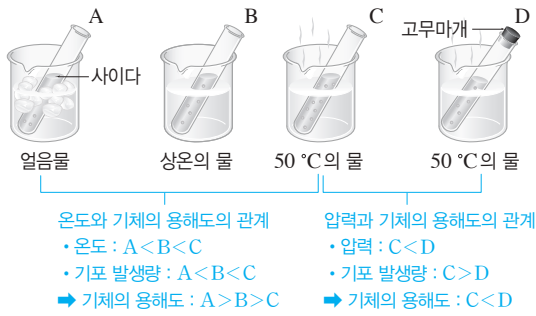 A
B
C
D
고무마개
사이다
얼음물
상온의 물
50 ℃의 물
50 ℃의 물
온도와 기체의 용해도의 관계
• 온도 : A<B<C
• 기포 발생량 : A<B<C
➡ 기체의 용해도 : A>B>C
압력과 기체의 용해도의 관계
• 압력 : C<D
• 기포 발생량 : C>D
➡ 기체의 용해도 : C<D